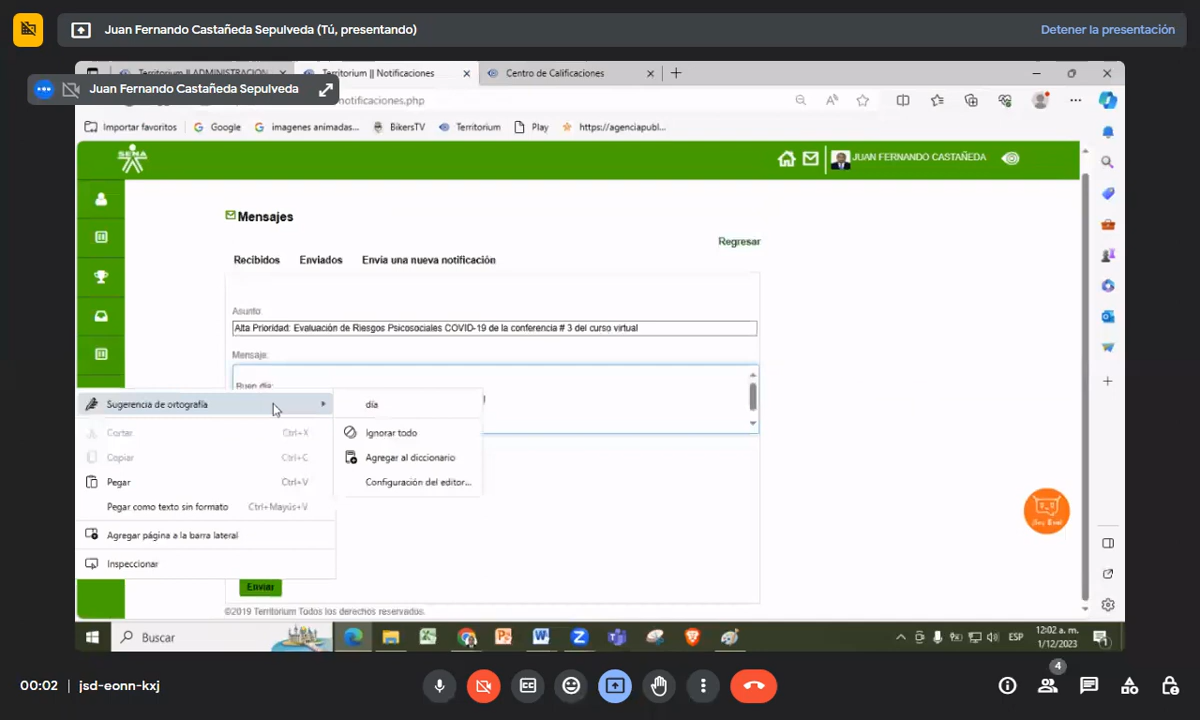 Juan Fernando Castañeda Sepulveda (Tú, presentando)
Detener la presentación
Territorium || ADMINISTRACION
Territorium || Notificaciones
Centro de Calificaciones
Juan Fernando Castañeda Sepulveda
notificaciones.php
Importar favoritos
Google
imagenes animadas...
BikersTV
Territorium
Play
https://agenciapubl...
SENA
JUAN FERNANDO CASTAÑEDA
Mensajes
Regresar
Recibidos
Enviados
Envía una nueva notificación
Asunto:
Alta Prioridad: Evaluación de Riesgos Psicosociales COVID-19 de la conferencia # 3 del curso virtual
Mensaje:
Buen día:
Sugerencia de ortografía
día
Cortar Ctrl+X
Ignorar todo
Copiar Ctrl+C
Agregar al diccionario
Pegar Ctrl+V
Configuración del editor...
Pegar como texto sin formato Ctrl+Mayús+V
Agregar página a la barra lateral
Inspeccionar
Enviar
©2019 Territorium Todos los derechos reservados.
Buscar
ESP
12:02 a. m.
1/12/2023
00:02 | jsd-eonn-kxj
4